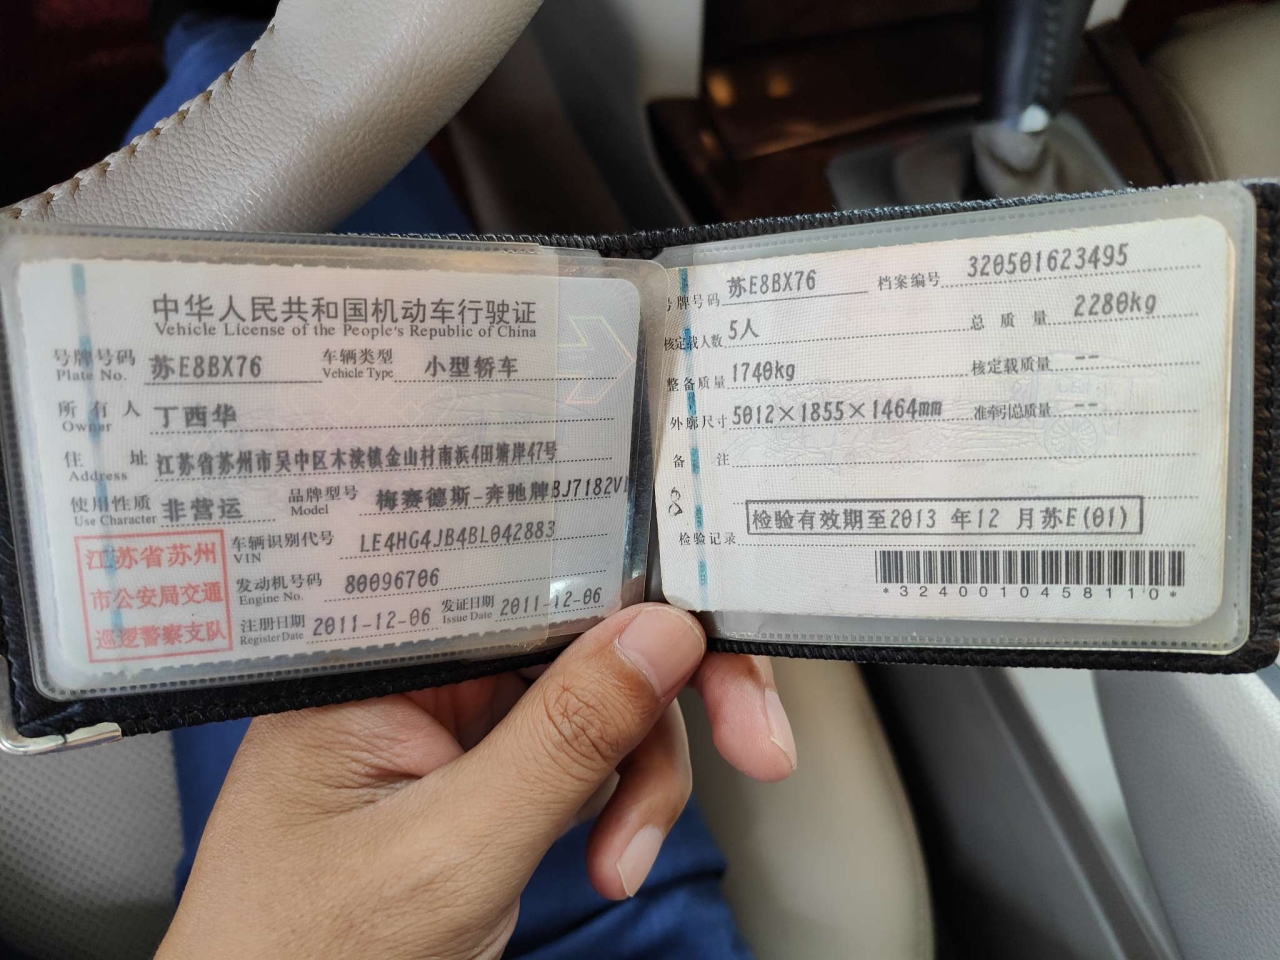 中华人民共和国机动车行驶证
Vehicle License of the People's Republic of China
号牌号码 苏E8BX76 车辆类型 小型轿车
Plate No. Vehicle Type
所有人 丁西华
Owner
住址 江苏省苏州市吴中区木渎镇金山村南浜4田塘岸47号
Address
使用性质 非营运 品牌型号 梅赛德斯-奔驰牌BJ7182V
Use Character Model
车辆识别代号 LE4HG4JB4BL042883
VIN
发动机号码 80096706
Engine No.
注册日期 2011-12-06 发证日期 2011-12-06
Register Date Issue Date
江苏省苏州
市公安局交通
巡逻警察支队
号牌号码 苏E8BX76 档案编号 320501623495
核定载人数 5人 总质量 2280kg
整备质量 1740kg 核定载质量 --
外廓尺寸 5012×1855×1464mm 准牵引总质量 --
备注
检验有效期至2013 年12 月苏E(01)
检验记录
*3240010458110*